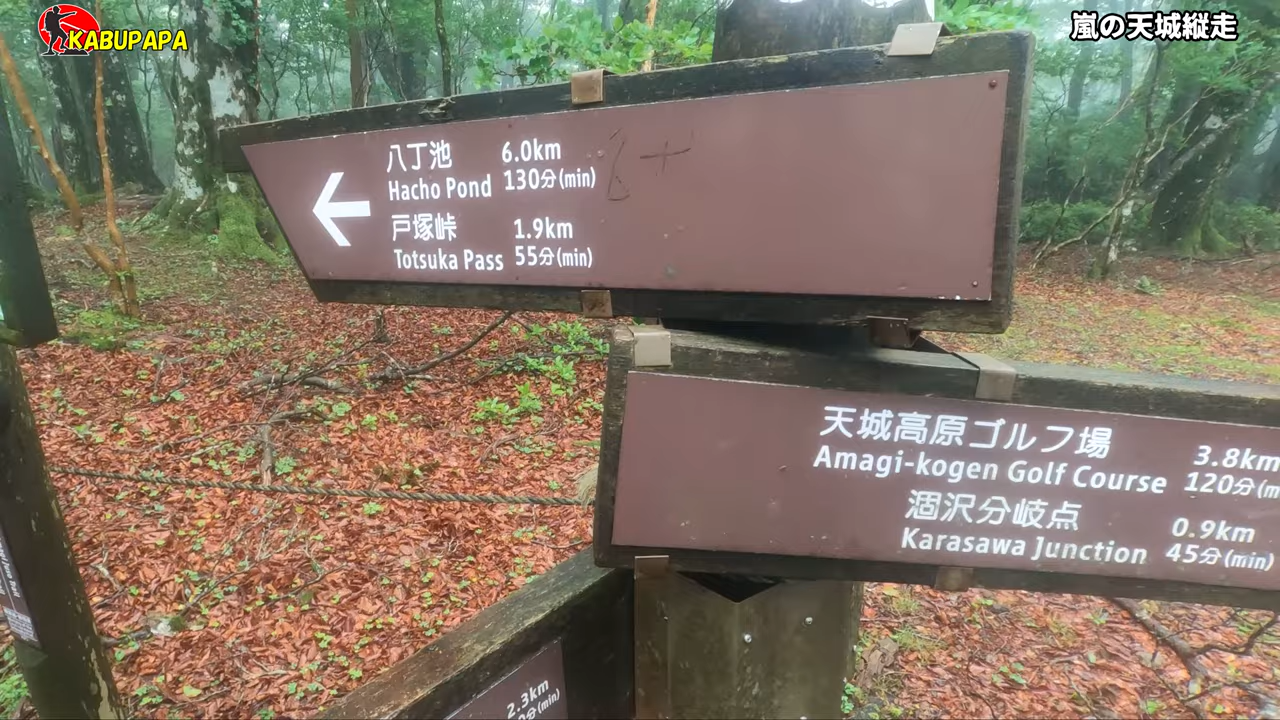 KABUPAPA
嵐の天城縦走
八丁池 6.0km
Hacho Pond 130分(min)
戸塚峠 1.9km
Totsuka Pass 55分(min)
天城高原ゴルフ場 3.8km
Amagi-kogen Golf Course 120分(m
涸沢分岐点 0.9km
Karasawa Junction 45分(min)
2.3km
分(min)